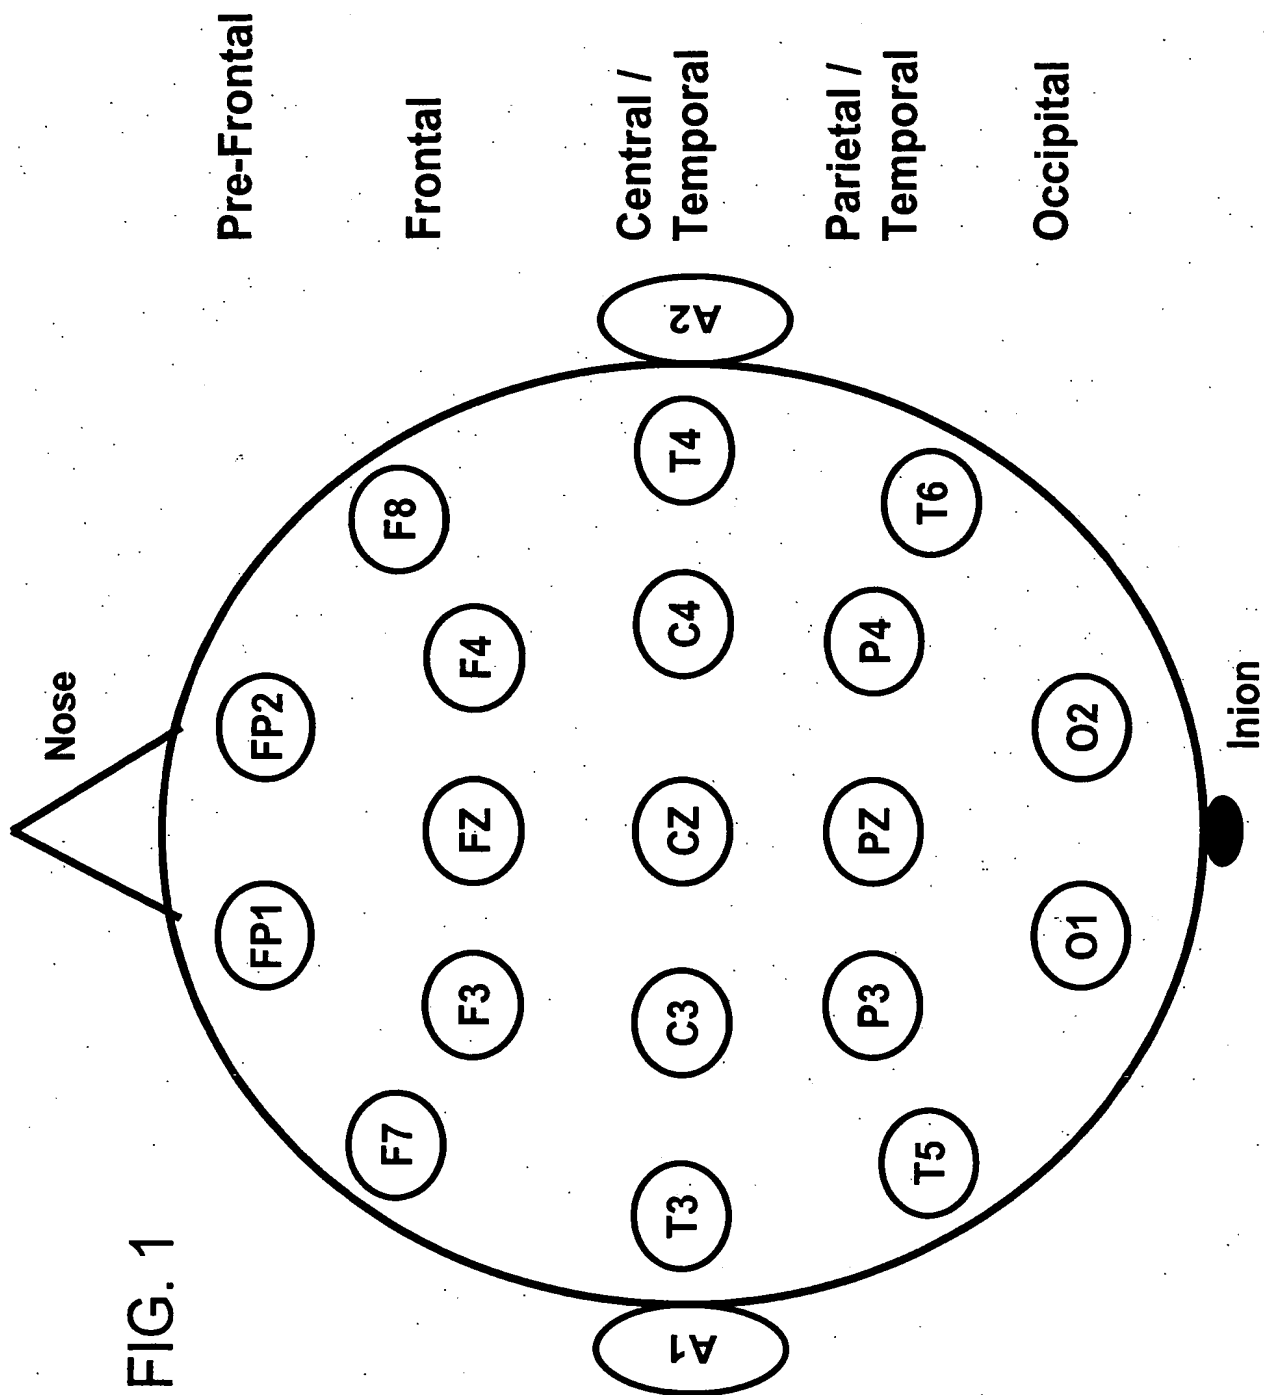 Nose
FIG. 1
FP1
FP2
Pre-Frontal
F7
F3
FZ
F4
F8
Frontal
A1
T3
C3
CZ
C4
T4
A2
Central /
Temporal
T5
P3
PZ
P4
T6
Parietal /
Temporal
O1
O2
Occipital
Inion